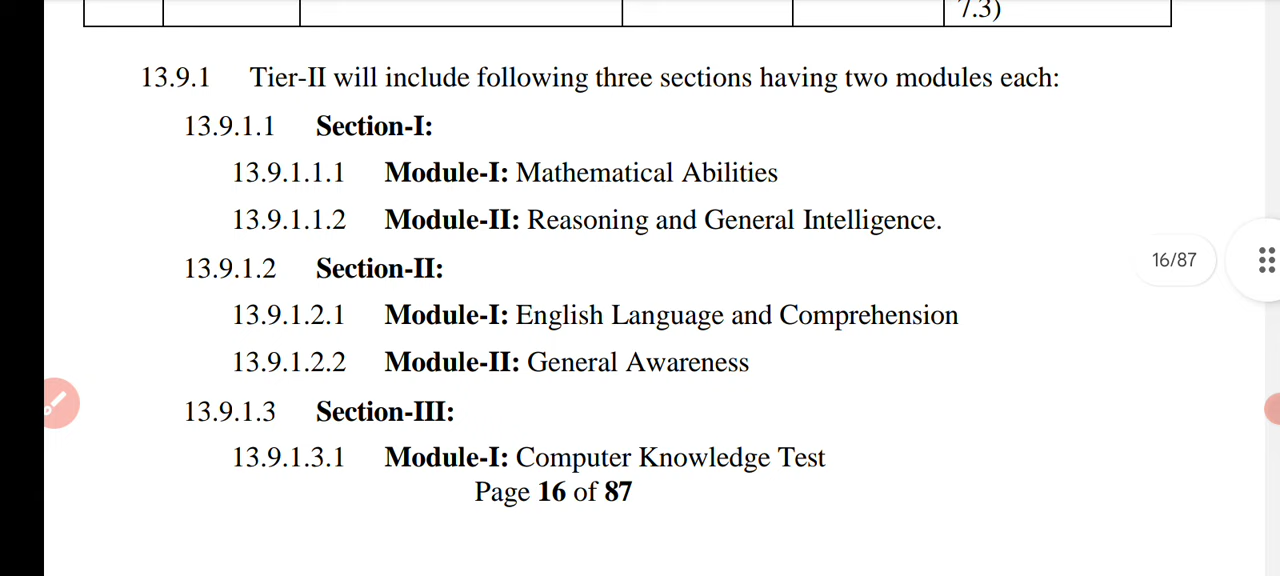 7.3)
13.9.1 Tier-II will include following three sections having two modules each:
13.9.1.1 Section-I:
13.9.1.1.1 Module-I: Mathematical Abilities
13.9.1.1.2 Module-II: Reasoning and General Intelligence.
16/87
13.9.1.2 Section-II:
13.9.1.2.1 Module-I: English Language and Comprehension
13.9.1.2.2 Module-II: General Awareness
13.9.1.3 Section-III:
13.9.1.3.1 Module-I: Computer Knowledge Test
Page 16 of 87